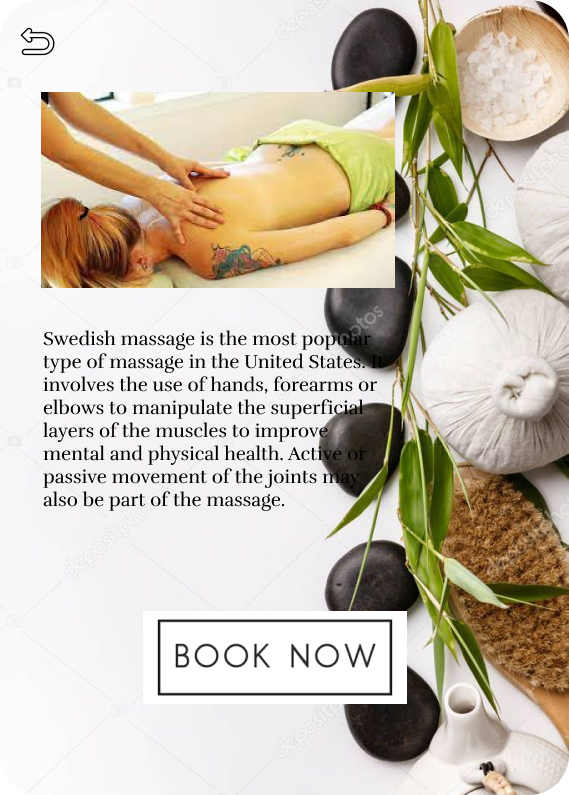 Swedish massage is the most popular
type of massage in the United States. It
involves the use of hands, forearms or
elbows to manipulate the superficial
layers of the muscles to improve
mental and physical health. Active or
passive movement of the joints may
also be part of the massage.
BOOK NOW